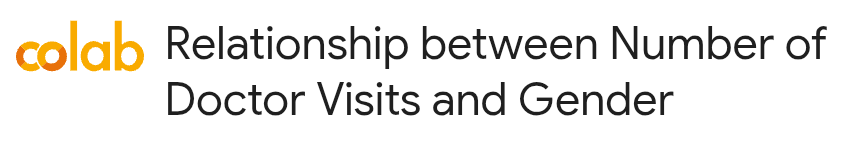 colab
Relationship between Number of
Doctor Visits and Gender